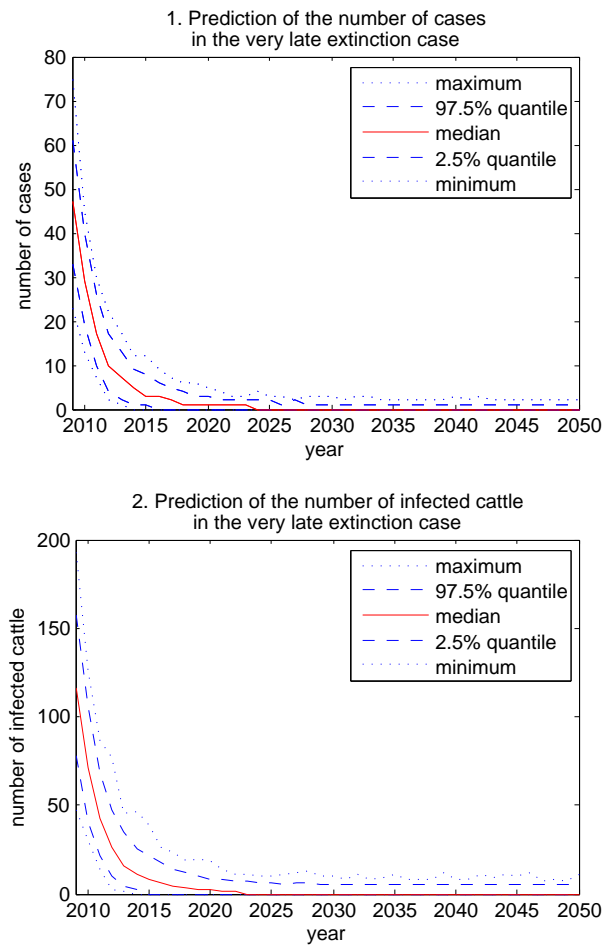 1. Prediction of the number of cases
in the very late extinction case
80
70
60
50
40
30
20
10
0
number of cases
maximum
97.5% quantile
median
2.5% quantile
minimum
2010 2015 2020 2025 2030 2035 2040 2045 2050
year
2. Prediction of the number of infected cattle
in the very late extinction case
200
150
100
50
0
number of infected cattle
maximum
97.5% quantile
median
2.5% quantile
minimum
2010 2015 2020 2025 2030 2035 2040 2045 2050
year